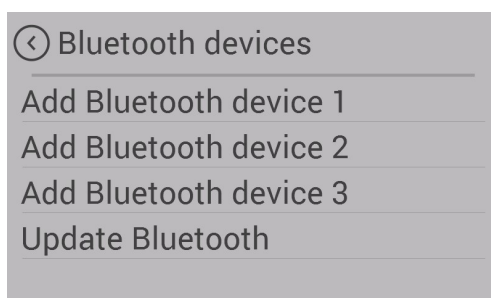 Bluetooth devices
Add Bluetooth device 1
Add Bluetooth device 2
Add Bluetooth device 3
Update Bluetooth